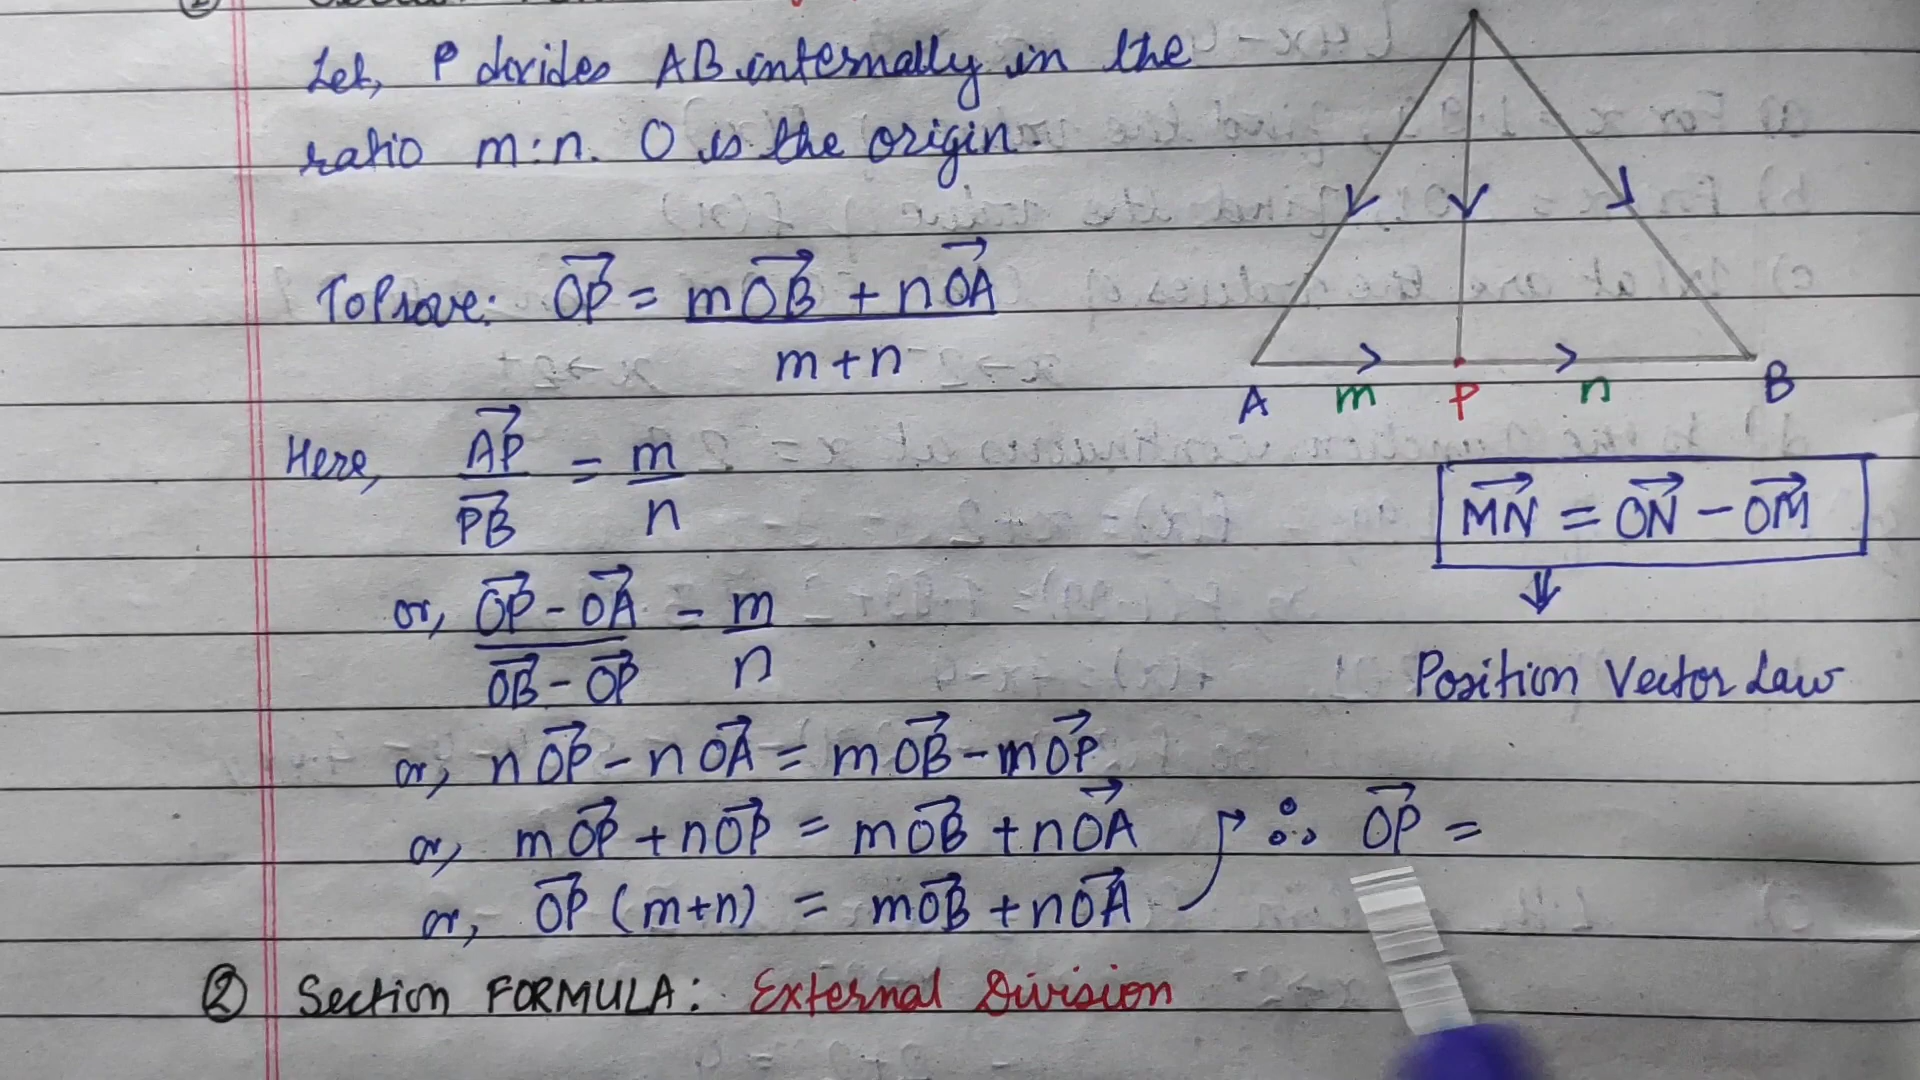 Let, P divides AB internally in the
ratio m:n. O is the origin.
To Prove: OP→ = mOB→ + nOA→
m+n
A m P n B
Here, AP→ = m
PB→ n
MN→ = ON→ - OM→
or, OP→ - OA→ = m
OB→ - OP→ n
Position Vector Law
or, nOP→ - nOA→ = mOB→ - mOP→
or, mOP→ + nOP→ = mOB→ + nOA→ ∴ OP→ =
or, OP→ (m+n) = mOB→ + nOA→
② Section FORMULA: External Division